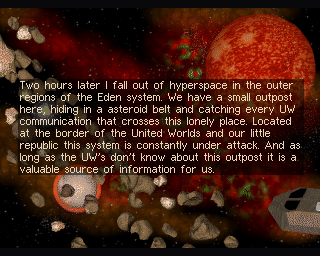 Two hours later I fall out of hyperspace in the outer
regions of the Eden system. We have a small outpost
here, hiding in a asteroid belt and catching every UW
communication that crosses this lonely place. Located
at the border of the United Worlds and our little
republic this system is constantly under attack. And as
long as the UW's don't know about this outpost it is a
valuable source of information for us.